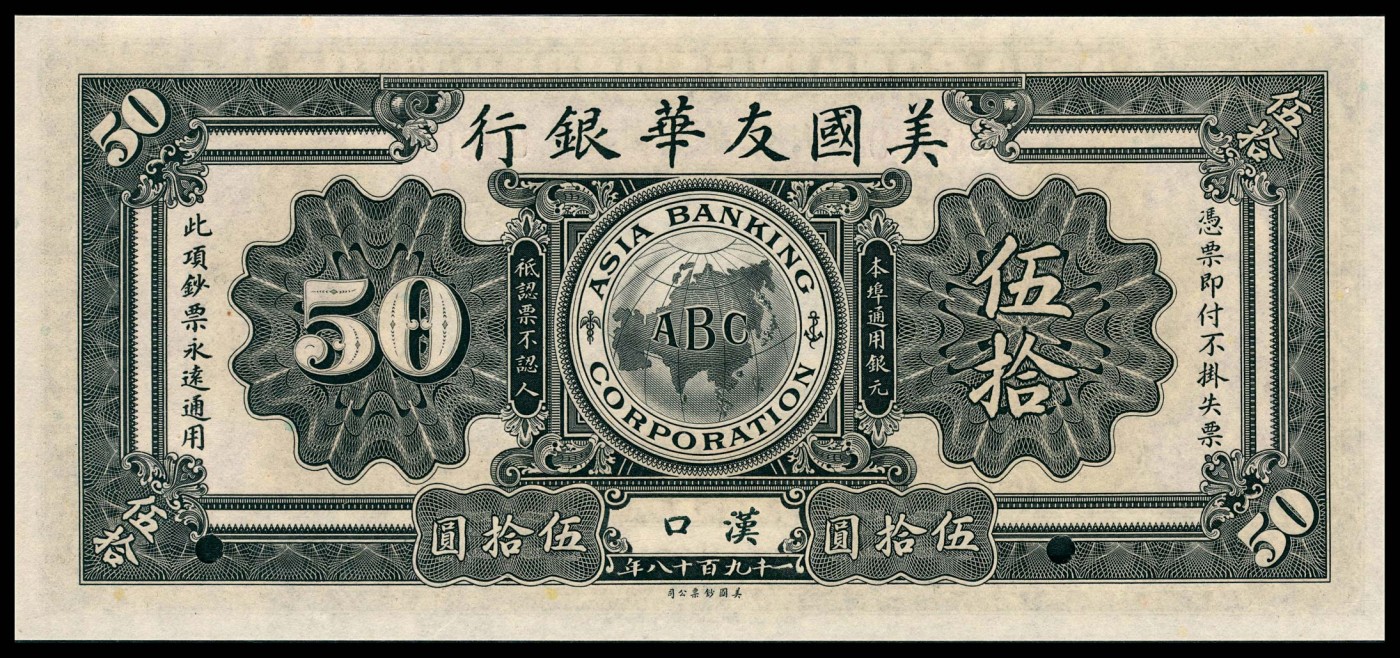 美國友華銀行
50
伍拾
憑票即付不掛失票
伍拾
本埠通用銀元
ASIA BANKING CORPORATION
ABC
祗認票不認人
50
此項鈔票永遠通用
伍拾圓
漢口
伍拾圓
一千九百十八年
伍拾
50
美國鈔票公司